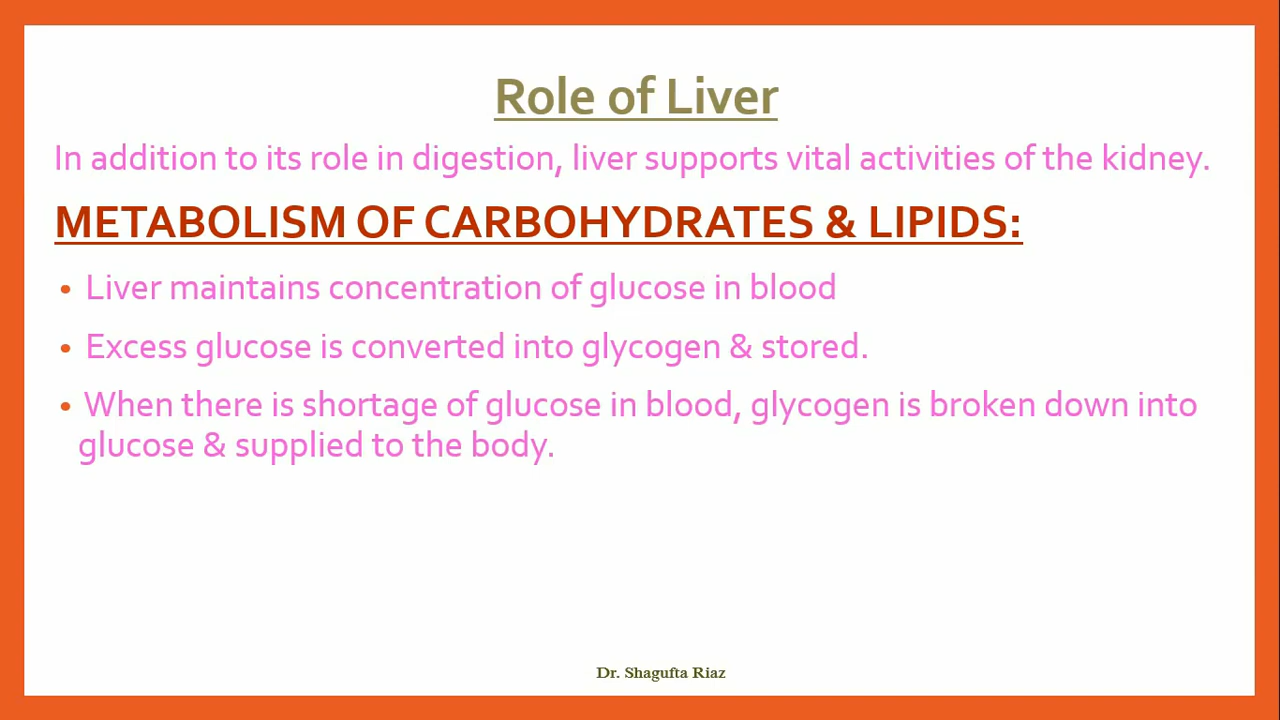 Role of Liver
In addition to its role in digestion, liver supports vital activities of the kidney.
METABOLISM OF CARBOHYDRATES & LIPIDS:
• Liver maintains concentration of glucose in blood
• Excess glucose is converted into glycogen & stored.
• When there is shortage of glucose in blood, glycogen is broken down into
glucose & supplied to the body.
Dr. Shagufta Riaz